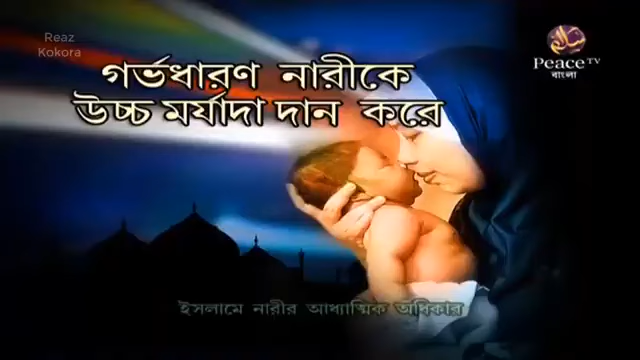 Reaz
Kokora
Peace TV
বাংলা
গর্ভধারণ নারীকে
উচ্চ মর্যাদা দান করে
ইসলামে নারীর আধ্যাত্মিক অধিকার